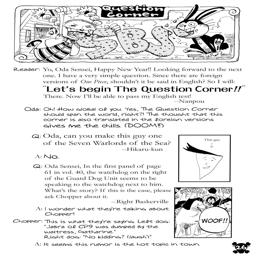 Reader: Yo, Oda Sensei, Happy New Year!! Looking forward to the next
one. I have a very simple question. Since there are foreign
versions of One Piece, shouldn't it be said in English? So I will:
"Let's begin The Question Corner!!"
There. Now I'll be able to pass my English test!
—Nanpou
Oda: Oh! How nice of you. Yes, The Question Corner
should span the world, right? The thought that this
corner is also translated in the foreign versions
gives me the chills. (DOOM!!)
Q: Oda, can you make this guy one
of the Seven Warlords of the Sea?
—Hikaru-kun
A: No.
Q: Oda Sensei, In the first panel of page
61 in vol. 40, the watchdog on the right
of the Guard Dog Unit seems to be
speaking to the watchdog next to him.
What's the story? If this is the case, please
ask Chopper about it.
—Right Baskerville
A: I wonder what they're talking about.
Chopper!
Chopper: This is what they're saying. Left dog:
"Jerry of CP9 was dumped by the
waitress, Gatherine."
Right dog: "No kidding! (laugh)"
A: It seems this rumor is the hot topic in town.
WOOF!!